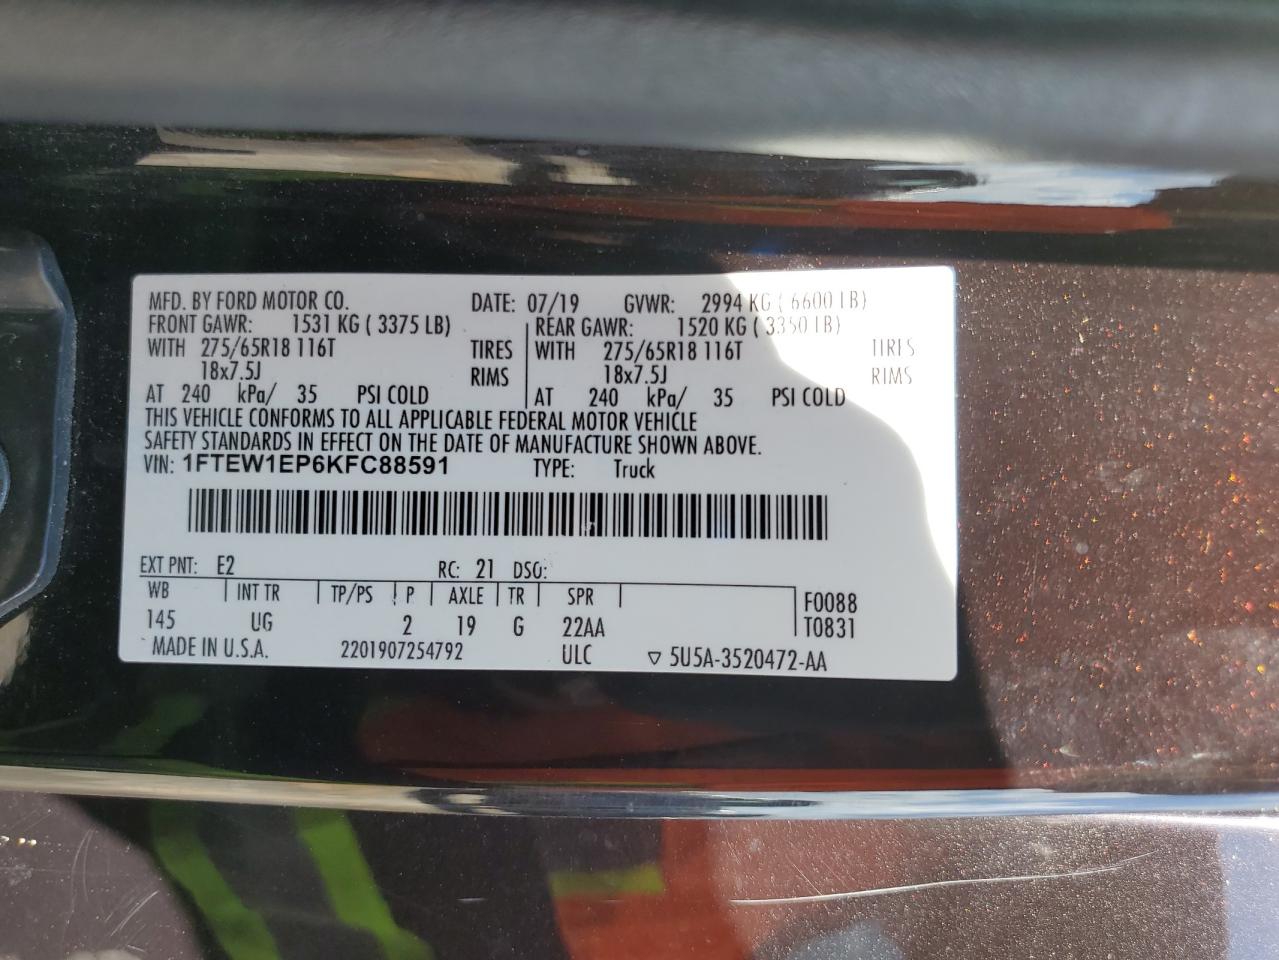 MFD. BY FORD MOTOR CO. DATE: 07/19 GVWR: 2994 KG ( 6600 LB)
FRONT GAWR: 1531 KG ( 3375 LB) REAR GAWR: 1520 KG ( 3350 LB)
WITH 275/65R18 116T TIRES WITH 275/65R18 116T TIRES
18x7.5J RIMS 18x7.5J RIMS
AT 240 kPa/ 35 PSI COLD AT 240 kPa/ 35 PSI COLD
THIS VEHICLE CONFORMS TO ALL APPLICABLE FEDERAL MOTOR VEHICLE
SAFETY STANDARDS IN EFFECT ON THE DATE OF MANUFACTURE SHOWN ABOVE.
VIN: 1FTEW1EP6KFC88591 TYPE: Truck
EXT PNT: E2 RC: 21 DSO:
WB INT TR TP/PS P AXLE TR SPR F0088
145 UG 2 19 G 22AA T0831
MADE IN U.S.A. 2201907254792 ULC ▽ 5U5A-3520472-AA